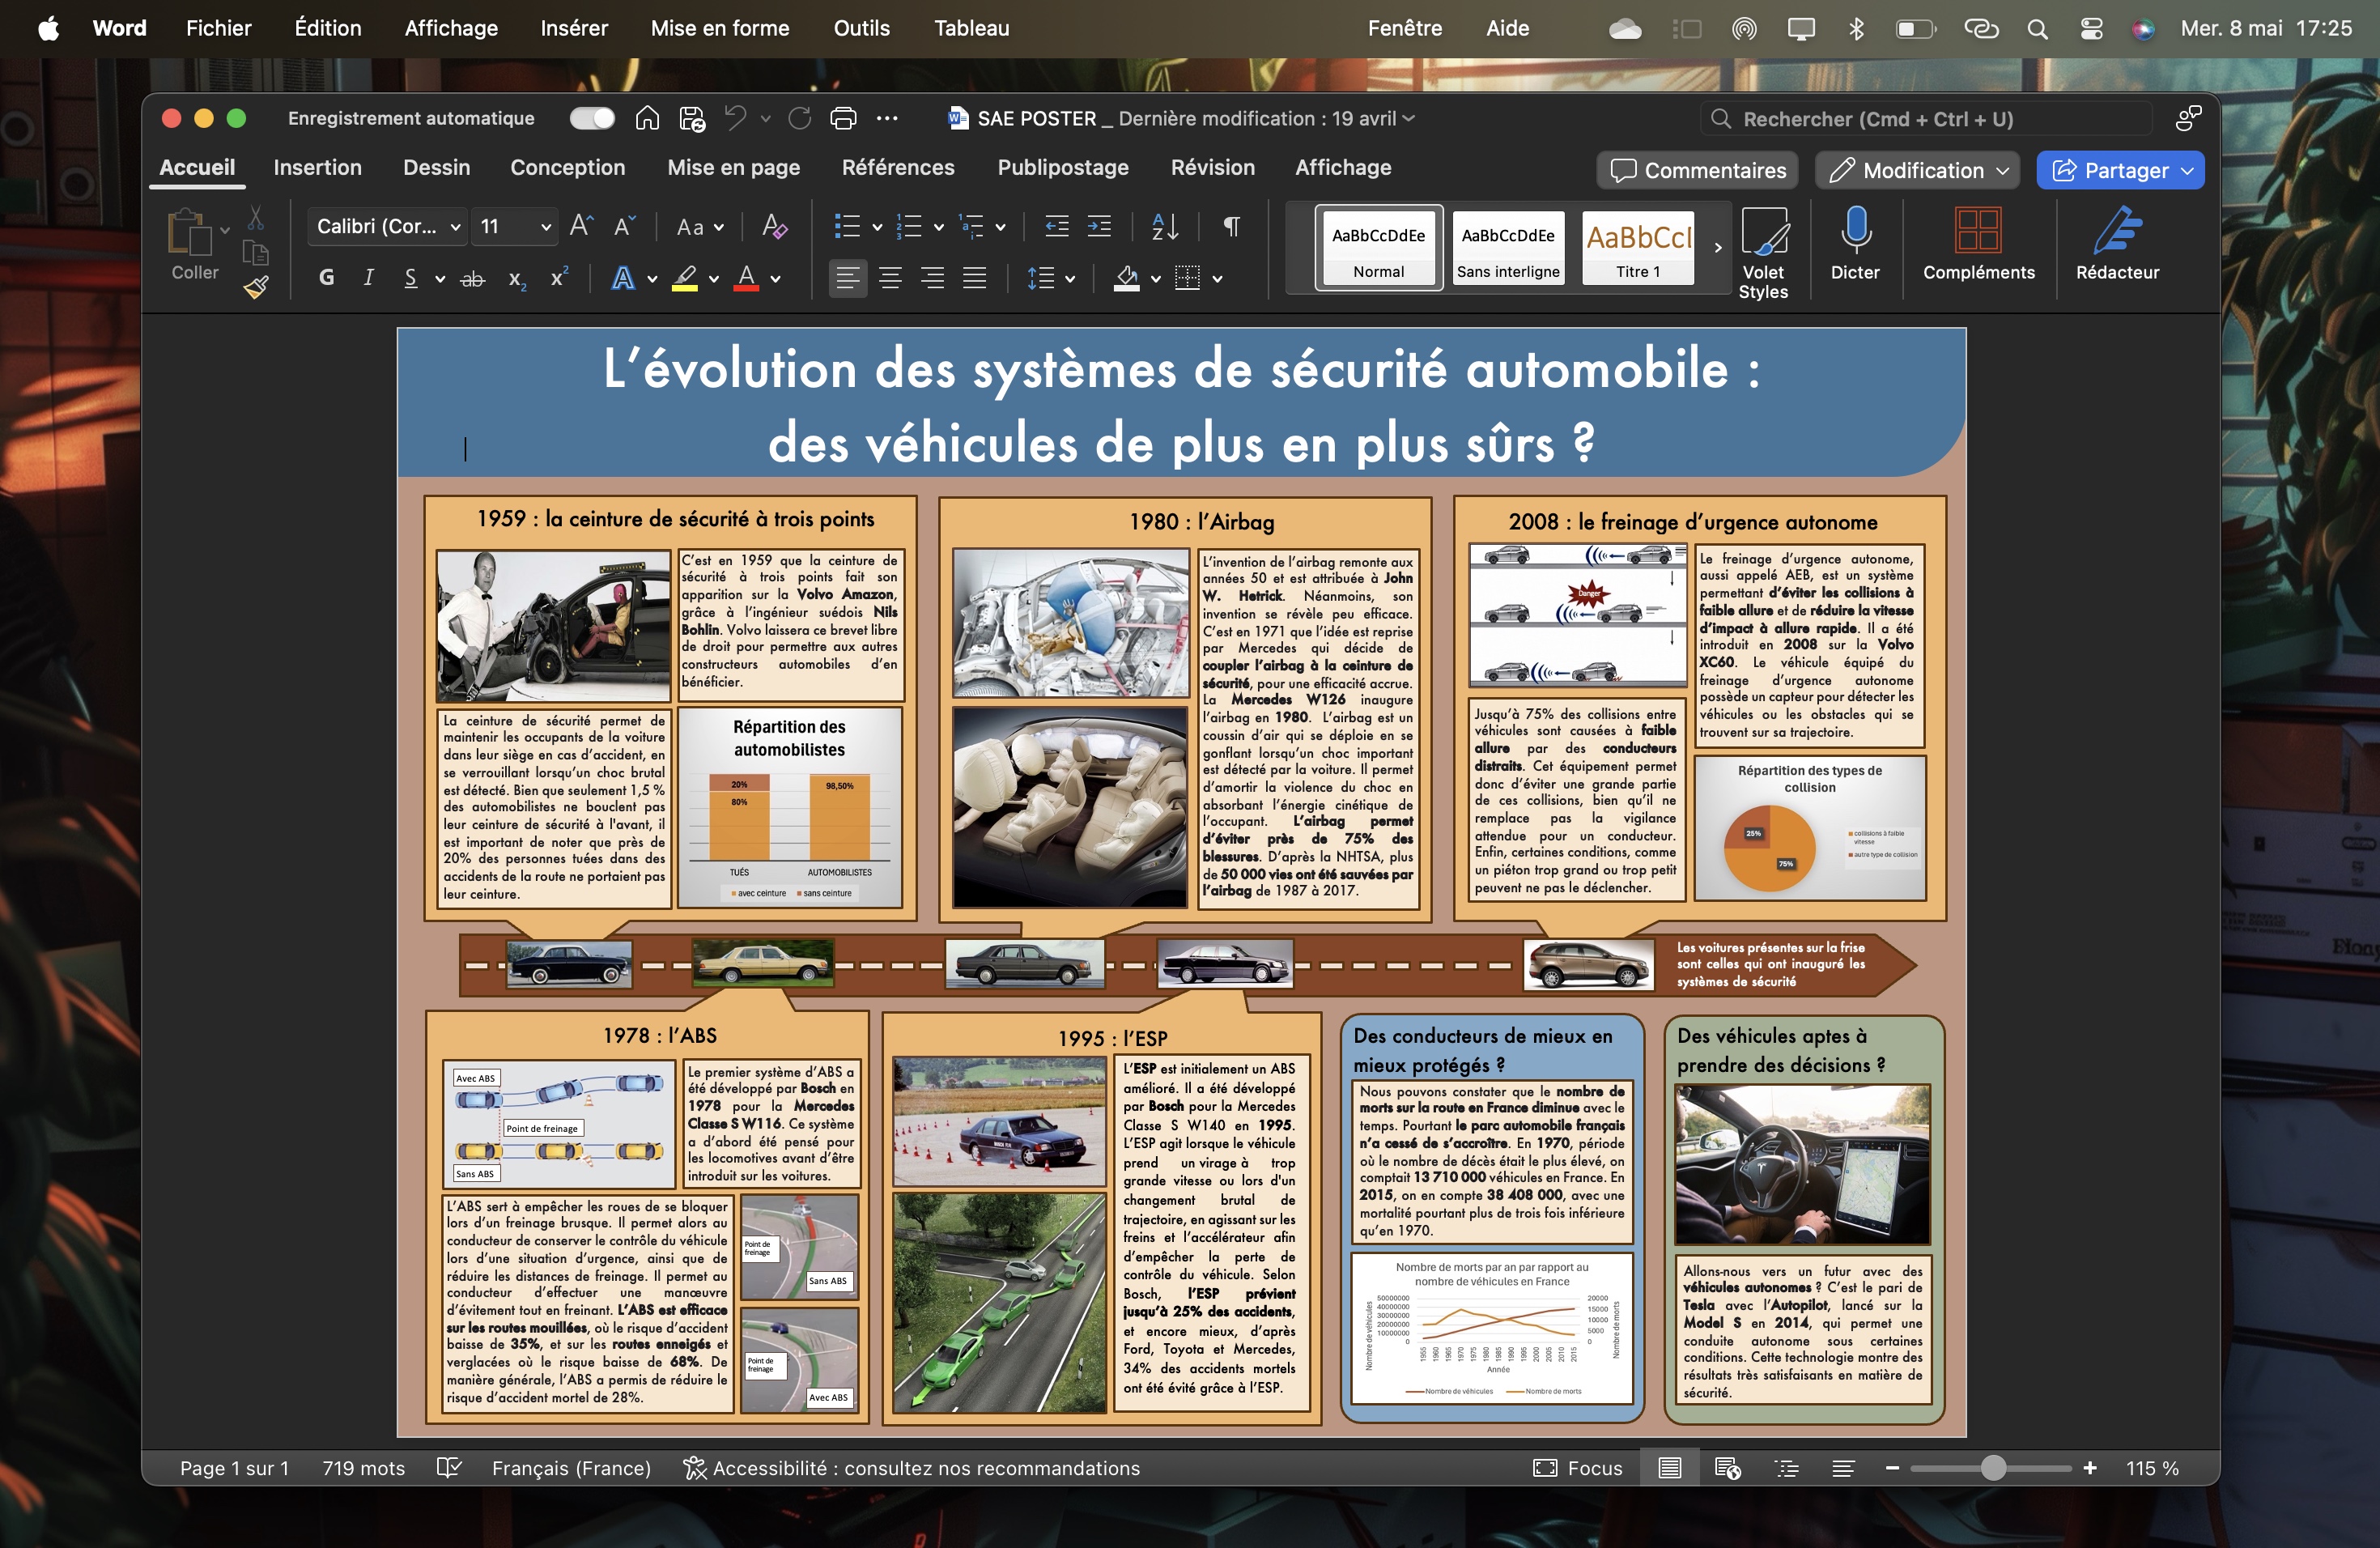 Word Fichier Édition Affichage Insérer Mise en forme Outils Tableau Fenêtre Aide Mer. 8 mai 17:25
Enregistrement automatique SAE POSTER _ Dernière modification : 19 avril Rechercher (Cmd + Ctrl + U)
Accueil Insertion Dessin Conception Mise en page Références Publipostage Révision Affichage Commentaires Modification Partager
Coller
Calibri (Cor... 11 Aa
G I S ab x2 x2 A A
AaBbCcDdEe AaBbCcDdEe AaBbCcI
Normal Sans interligne Titre 1
Volet
Styles
Dicter
Compléments
Rédacteur
L’évolution des systèmes de sécurité automobile :
des véhicules de plus en plus sûrs ?
1959 : la ceinture de sécurité à trois points
C’est en 1959 que la ceinture de
sécurité à trois points fait son
apparition sur la Volvo Amazon,
grâce à l’ingénieur suédois Nils
Bohlin. Volvo laissera ce brevet libre
de droit pour permettre aux autres
constructeurs automobiles d’en
bénéficier.
La ceinture de sécurité permet de
maintenir les occupants de la voiture
dans leur siège en cas d’accident, en
se verrouillant lorsqu’un choc brutal
est détecté. Bien que seulement 1,5 %
des automobilistes ne bouclent pas
leur ceinture de sécurité à l'avant, il
est important de noter que près de
20% des personnes tuées dans des
accidents de la route ne portaient pas
leur ceinture.
Répartition des
automobilistes
20%
80%
98,50%
TUÉS AUTOMOBILISTES
avec ceinture sans ceinture
1980 : l’Airbag
L’invention de l’airbag remonte aux
années 50 et est attribuée à John
W. Hetrick. Néanmoins, son
invention se révèle peu efficace.
C’est en 1971 que l’idée est reprise
par Mercedes qui décide de
coupler l’airbag à la ceinture de
sécurité, pour une efficacité accrue.
La Mercedes W126 inaugure
l’airbag en 1980. L’airbag est un
coussin d’air qui se déploie en se
gonflant lorsqu’un choc important
est détecté par la voiture. Il permet
d’amortir la violence du choc en
absorbant l’énergie cinétique de
l’occupant. L’airbag permet
d’éviter près de 75% des
blessures. D’après la NHTSA, plus
de 50 000 vies ont été sauvées par
l’airbag de 1987 à 2017.
2008 : le freinage d’urgence autonome
Danger
Le freinage d’urgence autonome,
aussi appelé AEB, est un système
permettant d’éviter les collisions à
faible allure et de réduire la vitesse
d’impact à allure rapide. Il a été
introduit en 2008 sur la Volvo
XC60. Le véhicule équipé du
freinage d’urgence autonome
possède un capteur pour détecter les
véhicules ou les obstacles qui se
trouvent sur sa trajectoire.
Jusqu’à 75% des collisions entre
véhicules sont causées à faible
allure par des conducteurs
distraits. Cet équipement permet
donc d’éviter une grande partie
de ces collisions, bien qu’il ne
remplace pas la vigilance
attendue pour un conducteur.
Enfin, certaines conditions, comme
un piéton trop grand ou trop petit
peuvent ne pas le déclencher.
Répartition des types de
collision
25%
75%
collisions à faible
vitesse
autre type de collision
Les voitures présentes sur la frise
sont celles qui ont inauguré les
systèmes de sécurité
1978 : l’ABS
Avec ABS
Point de freinage
Sans ABS
Le premier système d’ABS a
été développé par Bosch en
1978 pour la Mercedes
Classe S W116. Ce système
a d’abord été pensé pour
les locomotives avant d’être
introduit sur les voitures.
L’ABS sert à empêcher les roues de se bloquer
lors d’un freinage brusque. Il permet alors au
conducteur de conserver le contrôle du véhicule
lors d’une situation d’urgence, ainsi que de
réduire les distances de freinage. Il permet au
conducteur d’effectuer une manœuvre
d’évitement tout en freinant. L’ABS est efficace
sur les routes mouillées, où le risque d’accident
baisse de 35%, et sur les routes enneigés et
verglacées où le risque baisse de 68%. De
manière générale, l’ABS a permis de réduire le
risque d’accident mortel de 28%.
Point de
freinage
Sans ABS
Point de
freinage
Avec ABS
1995 : l’ESP
L’ESP est initialement un ABS
amélioré. Il a été développé
par Bosch pour la Mercedes
Classe S W140 en 1995.
L’ESP agit lorsque le véhicule
prend un virage à trop
grande vitesse ou lors d'un
changement brutal de
trajectoire, en agissant sur les
freins et l’accélérateur afin
d’empêcher la perte de
contrôle du véhicule. Selon
Bosch, l’ESP prévient
jusqu’à 25% des accidents,
et encore mieux, d’après
Ford, Toyota et Mercedes,
34% des accidents mortels
ont été évité grâce à l’ESP.
Des conducteurs de mieux en
mieux protégés ?
Nous pouvons constater que le nombre de
morts sur la route en France diminue avec le
temps. Pourtant le parc automobile français
n’a cessé de s’accroître. En 1970, période
où le nombre de décès était le plus élevé, on
comptait 13 710 000 véhicules en France. En
2015, on en compte 38 408 000, avec une
mortalité pourtant plus de trois fois inférieure
qu’en 1970.
Nombre de morts par an par rapport au
nombre de véhicules en France
Nombre de véhicules
50000000
40000000
30000000
20000000
10000000
0
20000
15000
10000
5000
0
Nombre de morts
1955 1960 1965 1970 1975 1980 1985 1990 1995 2000 2005 2010 2015
Année
Nombre de véhicules Nombre de morts
Des véhicules aptes à
prendre des décisions ?
Allons-nous vers un futur avec des
véhicules autonomes ? C’est le pari de
Tesla avec l’Autopilot, lancé sur la
Model S en 2014, qui permet une
conduite autonome sous certaines
conditions. Cette technologie montre des
résultats très satisfaisants en matière de
sécurité.
Page 1 sur 1 719 mots Français (France) Accessibilité : consultez nos recommandations Focus 115 %